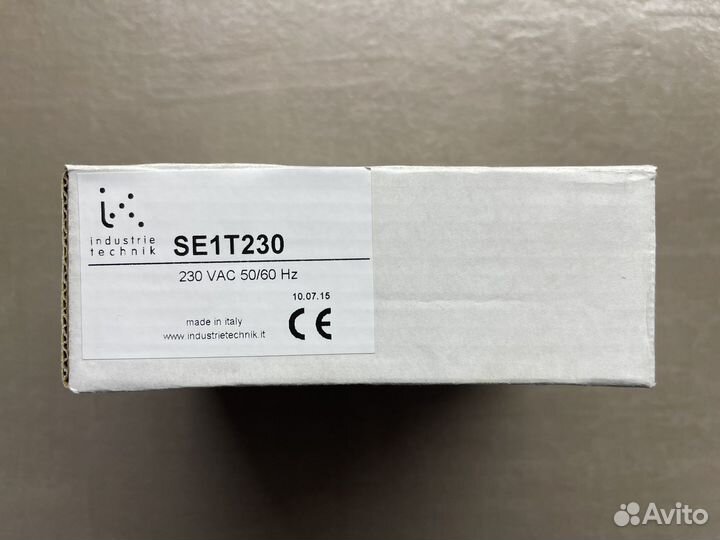 industrie
technik
SE1T230
230 VAC 50/60 Hz
10.07.15
made in italy
www.industrietechnik.it
CE
Avito